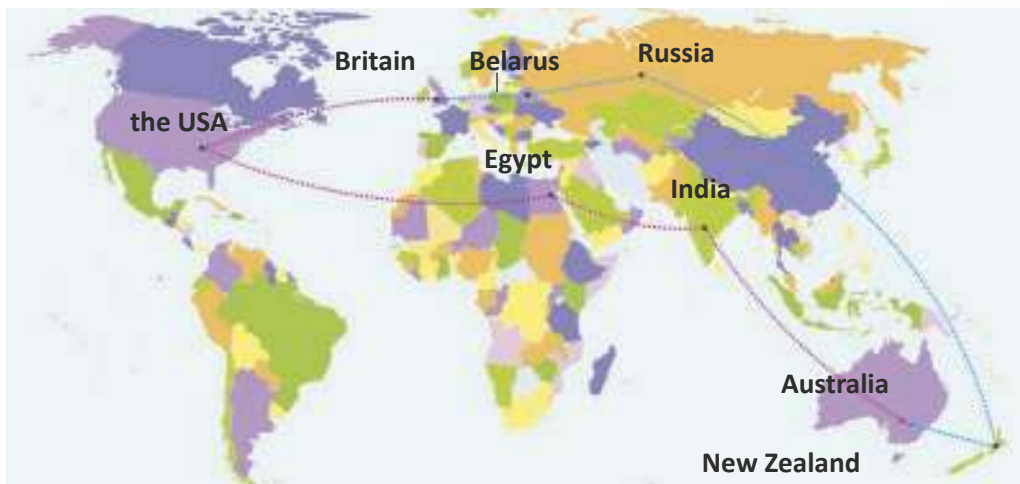 Britain
Belarus
Russia
the USA
Egypt
India
Australia
New Zealand